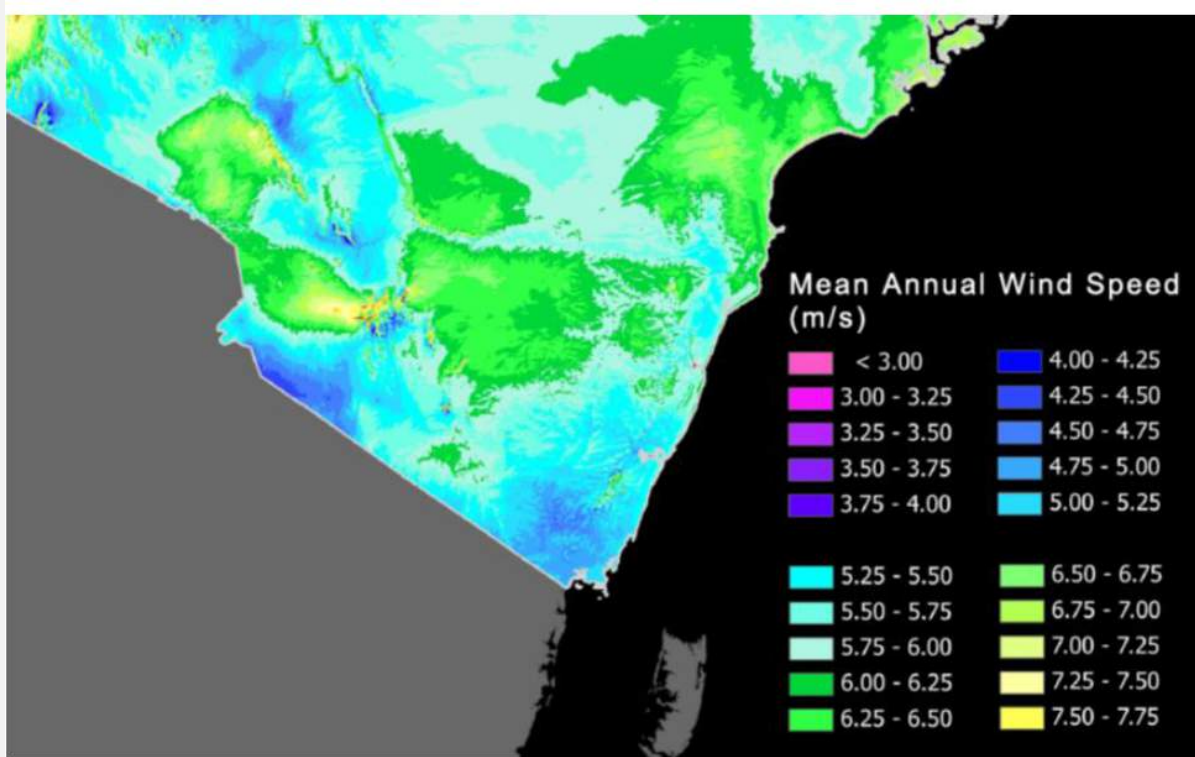 Mean Annual Wind Speed
(m/s)
< 3.00
3.00 - 3.25
3.25 - 3.50
3.50 - 3.75
3.75 - 4.00
4.00 - 4.25
4.25 - 4.50
4.50 - 4.75
4.75 - 5.00
5.00 - 5.25
5.25 - 5.50
5.50 - 5.75
5.75 - 6.00
6.00 - 6.25
6.25 - 6.50
6.50 - 6.75
6.75 - 7.00
7.00 - 7.25
7.25 - 7.50
7.50 - 7.75